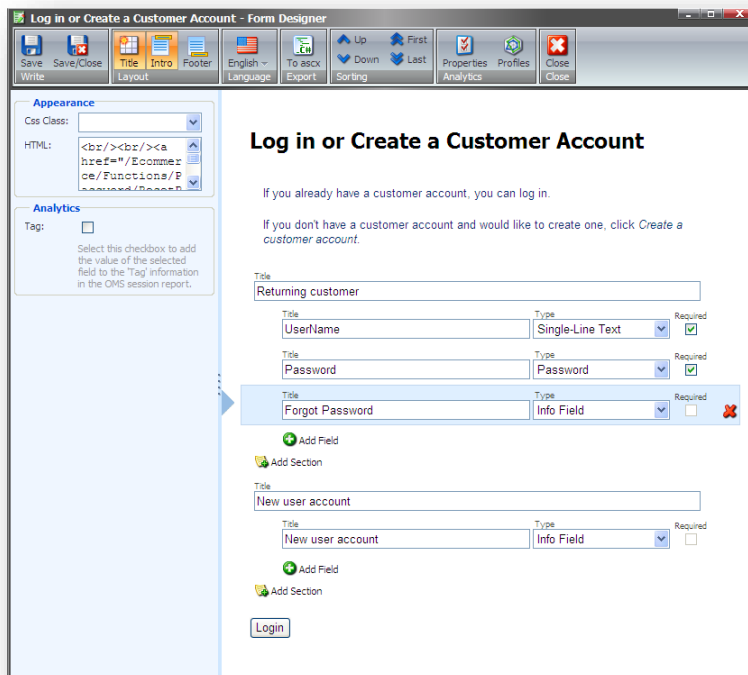 Log in or Create a Customer Account - Form Designer
Save Save/Close Title Intro Footer English To ascx Up First Down Last Properties Profiles Close
Write Layout Language Export Sorting Analytics Close
Appearance
Css Class:
HTML:
<br/><br/><a
href="/Ecommer
ce/Functions/P
Analytics
Tag:
Select this checkbox to add
the value of the selected
field to the 'Tag' information
in the OMS session report.
Log in or Create a Customer Account
If you already have a customer account, you can log in.
If you don't have a customer account and would like to create one, click Create a
customer account.
Title
Returning customer
Title Type Required
UserName Single-Line Text
Title Type Required
Password Password
Title Type Required
Forgot Password Info Field
Add Field
Add Section
Title
New user account
Title Type Required
New user account Info Field
Add Field
Add Section
Login